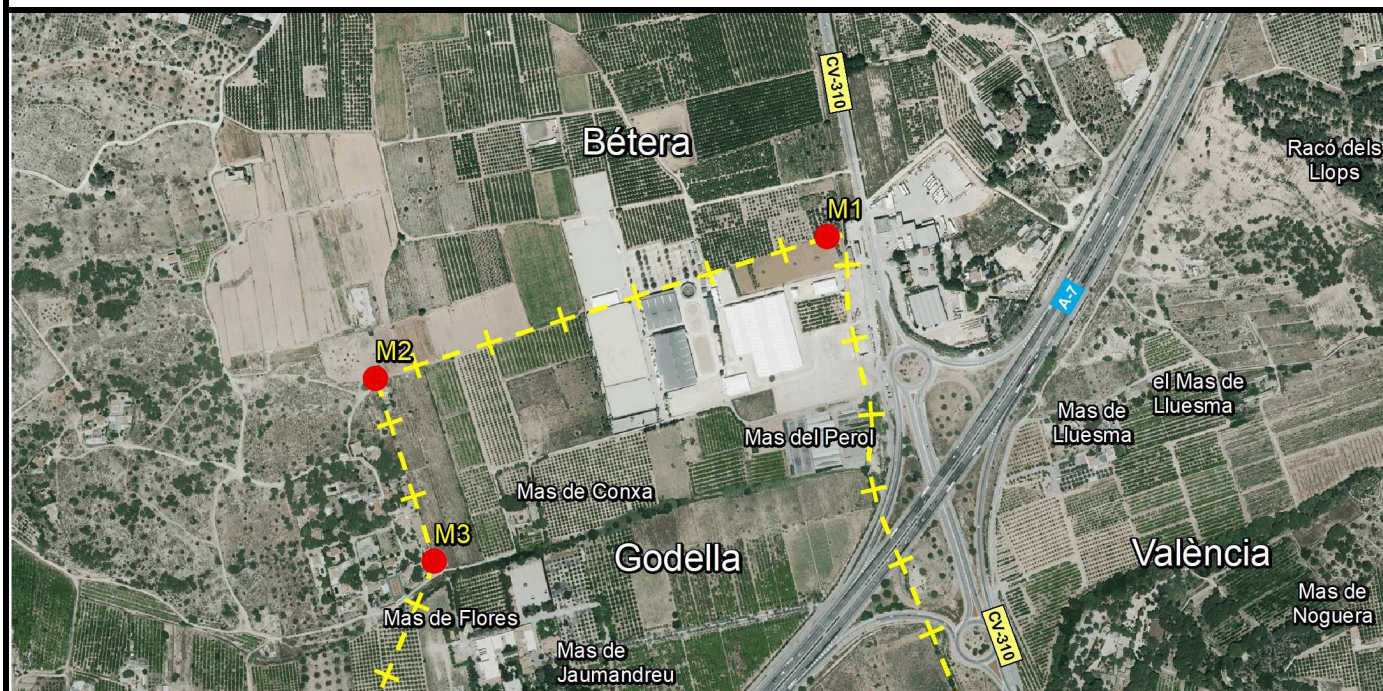 CV-310
Bétera
Racó dels
Llops
M1
A-7
M2
el Mas de
Lluesma
Mas de
Lluesma
Mas del Perol
Mas de Conxa
M3
Godella
València
Mas de
Noguera
Mas de Flores
CV-310
Mas de
Jaumandreu